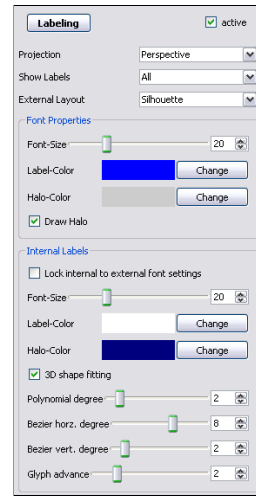 Labeling active
Projection Perspective
Show Labels All
External Layout Silhouette
Font Properties
Font-Size 20
Label-Color Change
Halo-Color Change
Draw Halo
Internal Labels
Lock internal to external font settings
Font-Size 20
Label-Color Change
Halo-Color Change
3D shape fitting
Polynomial degree 2
Bezier horz. degree 8
Bezier vert. degree 2
Glyph advance 2